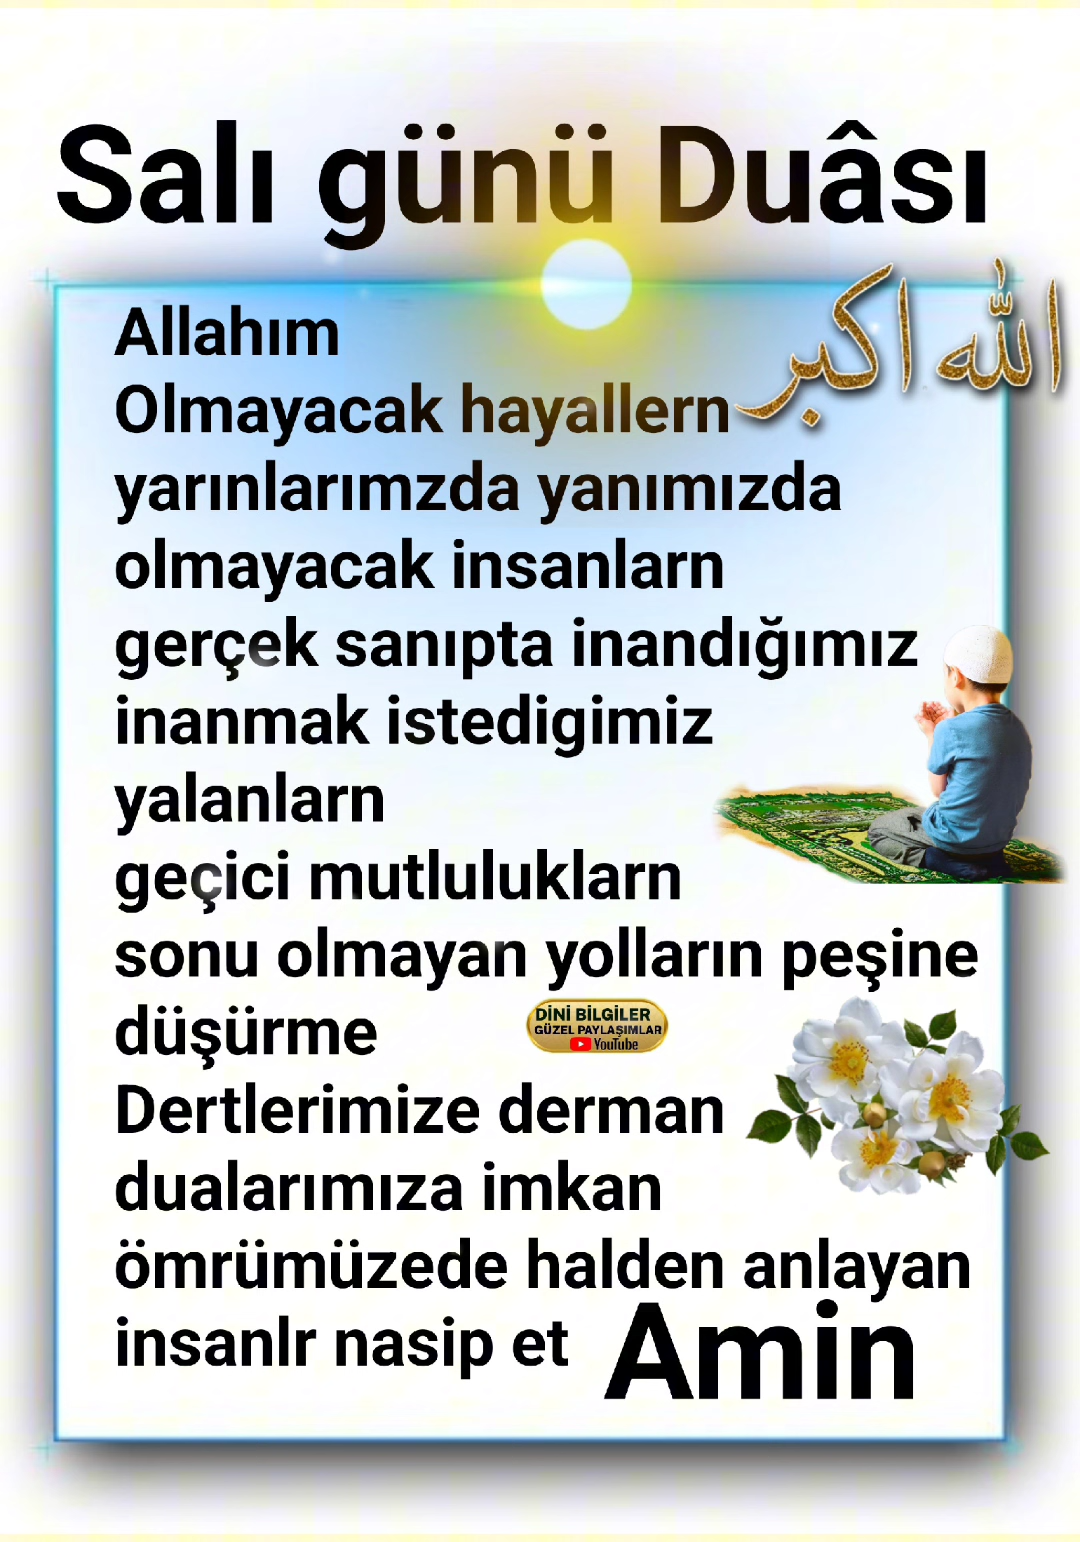 Salı günü Duâsı
الله اكبر
Allahım
Olmayacak hayallern
yarınlarımzda yanımızda
olmayacak insanlarn
gerçek sanıpta inandığımız
inanmak istedigimiz
yalanlarn
geçici mutluluklarn
sonu olmayan yolların peşine
düşürme
DİNİ BİLGİLER
GÜZEL PAYLAŞIMLAR
YouTube
Dertlerimize derman
dualarımıza imkan
ömrümüzede halden anlayan
insanlr nasip et
Amin